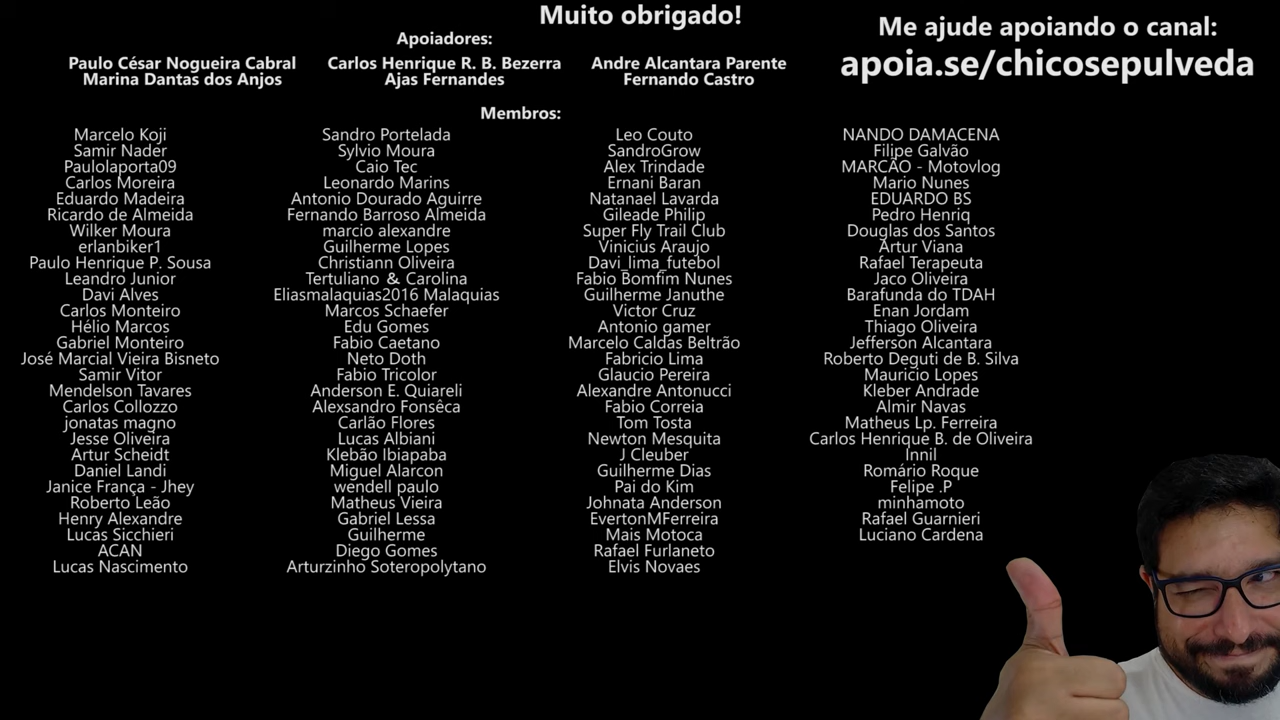 Muito obrigado!
Apoiadores:
Paulo César Nogueira Cabral
Marina Dantas dos Anjos
Carlos Henrique R. B. Bezerra
Ajas Fernandes
Andre Alcantara Parente
Fernando Castro
Me ajude apoiando o canal:
apoia.se/chicosepulveda
Membros:
Marcelo Koji
Samir Nader
Paulolaporta09
Carlos Moreira
Eduardo Madeira
Ricardo de Almeida
Wilker Moura
erlanbiker1
Paulo Henrique P. Sousa
Leandro Junior
Davi Alves
Carlos Monteiro
Hélio Marcos
Gabriel Monteiro
José Marcial Vieira Bisneto
Samir Vitor
Mendelson Tavares
Carlos Collozzo
jonatas magno
Jesse Oliveira
Artur Scheidt
Daniel Landi
Janice França - Jhey
Roberto Leão
Henry Alexandre
Lucas Sicchieri
ACAN
Lucas Nascimento
Sandro Portelada
Sylvio Moura
Caio Tec
Leonardo Marins
Antonio Dourado Aguirre
Fernando Barroso Almeida
marcio alexandre
Guilherme Lopes
Christiann Oliveira
Tertuliano & Carolina
Eliasmalaquias2016 Malaquias
Marcos Schaefer
Edu Gomes
Fabio Caetano
Neto Doth
Fabio Tricolor
Anderson E. Quiareli
Alexsandro Fonsêca
Carlão Flores
Lucas Albiani
Klebão Ibiapaba
Miguel Alarcon
wendell paulo
Matheus Vieira
Gabriel Lessa
Guilherme
Diego Gomes
Arturzinho Soteropolytano
Leo Couto
SandroGrow
Alex Trindade
Ernani Baran
Natanael Lavarda
Gileade Philip
Super Fly Trail Club
Vinicius Araujo
Davi_lima_futebol
Fabio Bomfim Nunes
Guilherme Januthe
Victor Cruz
Antonio gamer
Marcelo Caldas Beltrão
Fabricio Lima
Glaucio Pereira
Alexandre Antonucci
Fabio Correia
Tom Tosta
Newton Mesquita
J Cleuber
Guilherme Dias
Pai do Kim
Johnata Anderson
EvertonMFerreira
Mais Motoca
Rafael Furlaneto
Elvis Novaes
NANDO DAMACENA
Filipe Galvão
MARCÃO - Motovlog
Mario Nunes
EDUARDO BS
Pedro Henriq
Douglas dos Santos
Artur Viana
Rafael Terapeuta
Jaco Oliveira
Barafunda do TDAH
Enan Jordam
Thiago Oliveira
Jefferson Alcantara
Roberto Deguti de B. Silva
Mauricio Lopes
Kleber Andrade
Almir Navas
Matheus Lp. Ferreira
Carlos Henrique B. de Oliveira
Innil
Romário Roque
Felipe .P
minhamoto
Rafael Guarnieri
Luciano Cardena